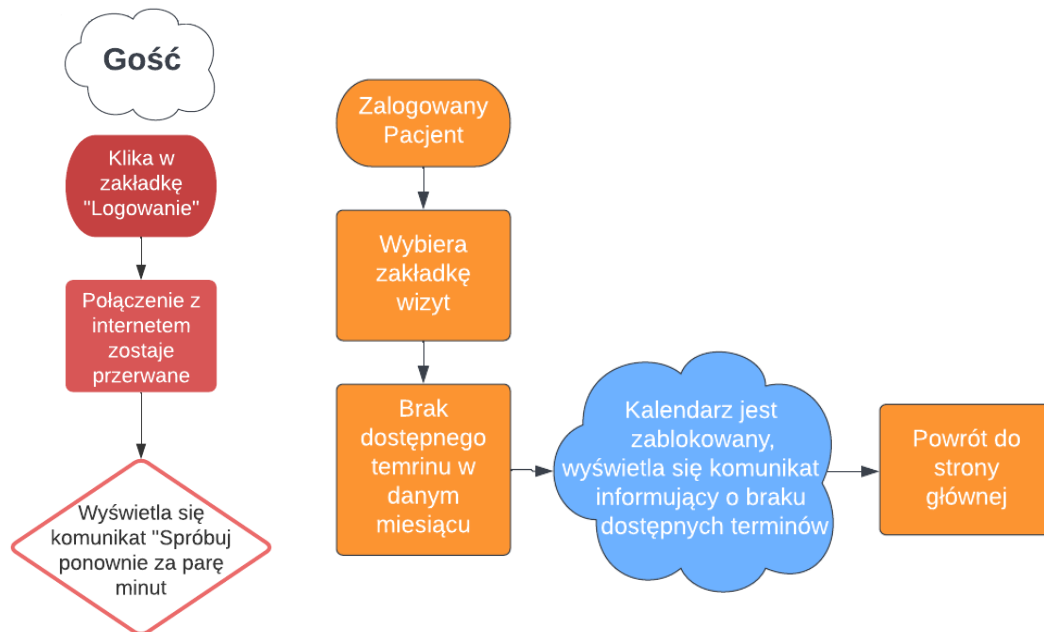 Gość
Klika w
zakładkę
"Logowanie"
Połączenie z
internetem
zostaje
przerwane
Wyświetla się
komunikat "Spróbuj
ponownie za parę
minut
Zalogowany
Pacjent
Wybiera
zakładkę
wizyt
Brak
dostępnego
temrinu w
danym
miesiącu
Kalendarz jest
zablokowany,
wyświetla się komunikat
informujący o braku
dostępnych terminów
Powrót do
strony
głównej